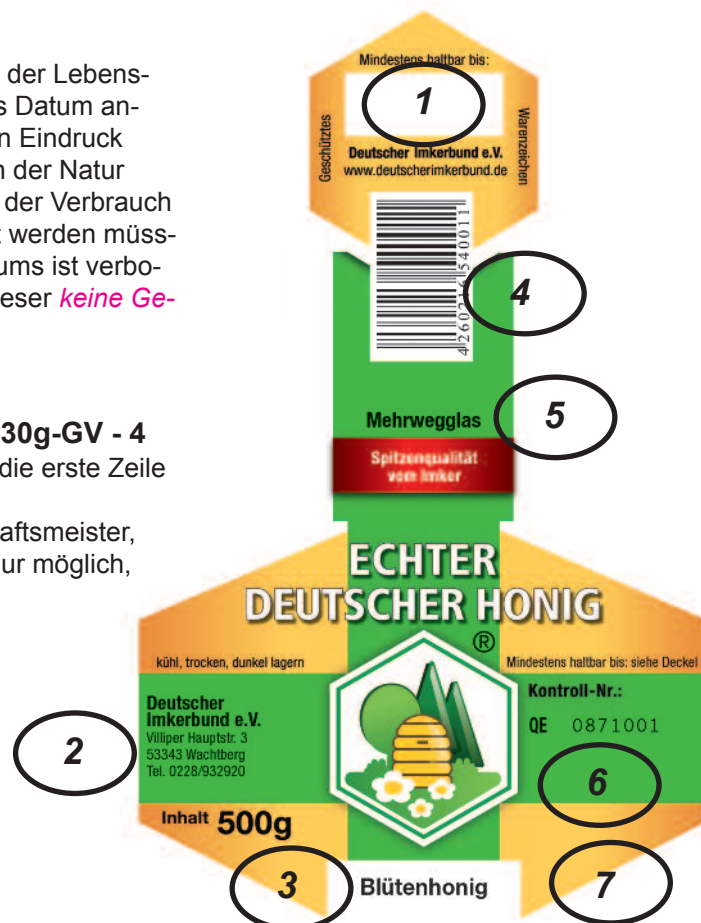 der Lebens-
s Datum an-
n Eindruck
n der Natur
der Verbrauch
t werden müss-
ums ist verbo-
ieser keine Ge-
30g-GV - 4
die erste Zeile
aftsmeister,
ur möglich,
Mindestens haltbar bis:
1
Geschütztes
Warenzeichen
Deutscher Imkerbund e.V.
www.deutscherimkerbund.de
4260216540011
4
Mehrwegglas
5
Spitzenqualität
vom Imker
ECHTER
DEUTSCHER HONIG
®
kühl, trocken, dunkel lagern
Mindestens haltbar bis: siehe Deckel
Deutscher
Imkerbund e.V.
Villiper Hauptstr. 3
53343 Wachtberg
Tel. 0228/932920
2
Kontroll-Nr.:
QE 0871001
6
Inhalt 500g
3
Blütenhonig
7